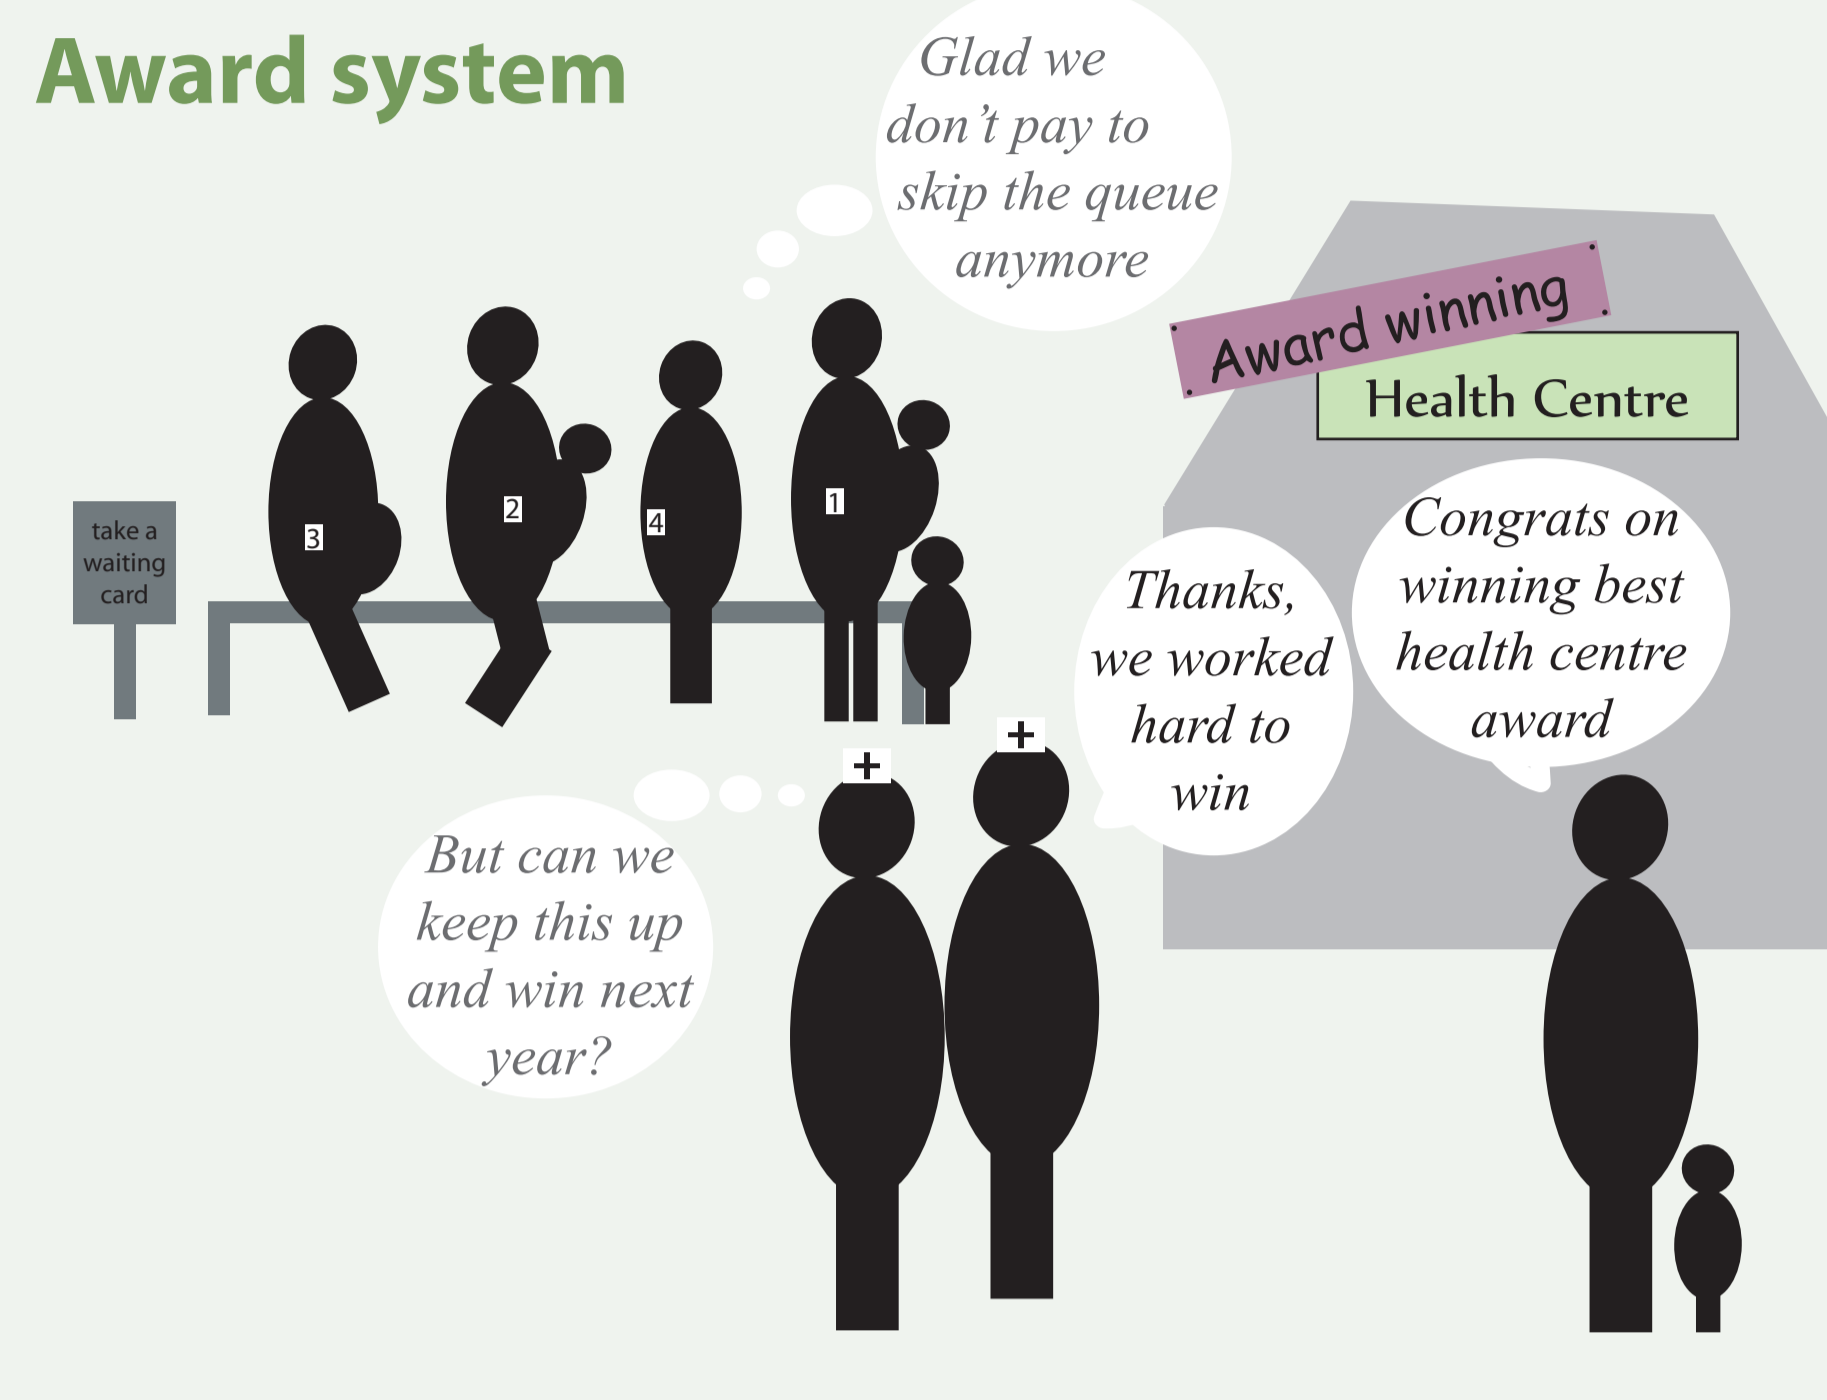 Award system
Glad we
don't pay to
skip the queue
anymore
Award winning
Health Centre
take a
waiting
card
3
2
4
1
Congrats on
winning best
health centre
award
Thanks,
we worked
hard to
win
+
+
But can we
keep this up
and win next
year?